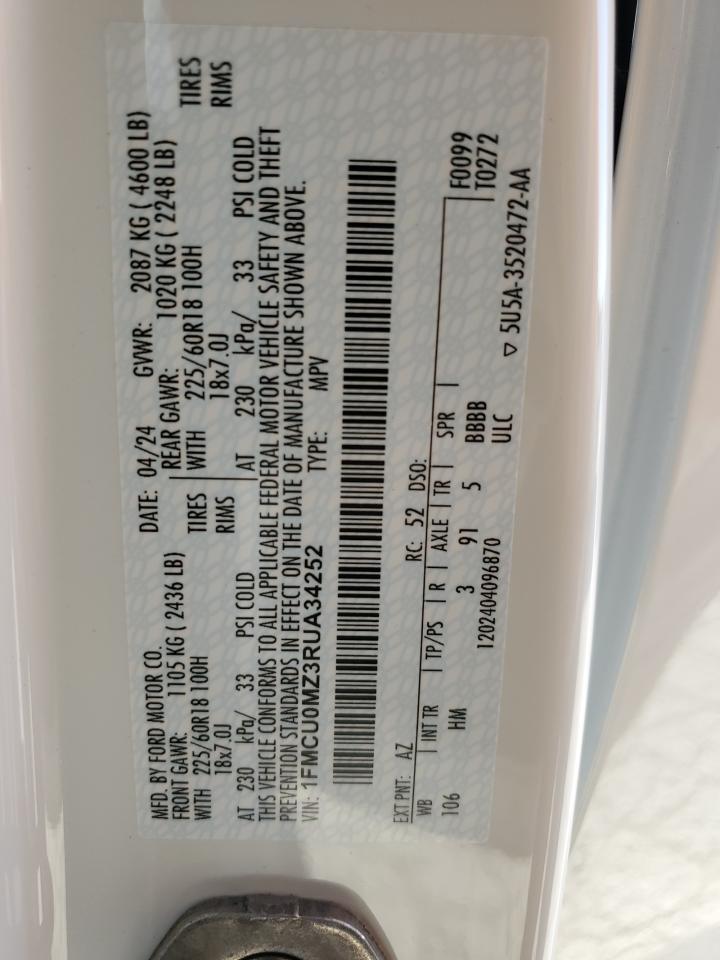 MFD. BY FORD MOTOR CO. DATE: 04/24 GVWR: 2087 KG ( 4600 LB)
FRONT GAWR: 1105 KG ( 2436 LB) REAR GAWR: 1020 KG ( 2248 LB)
WITH 225/60R18 100H TIRES WITH 225/60R18 100H TIRES
18x7.0J RIMS 18x7.0J RIMS
AT 230 kPa/ 33 PSI COLD AT 230 kPa/ 33 PSI COLD
THIS VEHICLE CONFORMS TO ALL APPLICABLE FEDERAL MOTOR VEHICLE SAFETY AND THEFT
PREVENTION STANDARDS IN EFFECT ON THE DATE OF MANUFACTURE SHOWN ABOVE.
VIN: 1FMCU0MZ3RUA34252 TYPE: MPV
EXT PNT: AZ RC: 52 DSO: F0099
WB INT TR TP/PS R AXLE TR SPR T0272
106 HM 3 91 5 BBBB
1202404096870 ULC
▽ 5U5A-3520472-AA